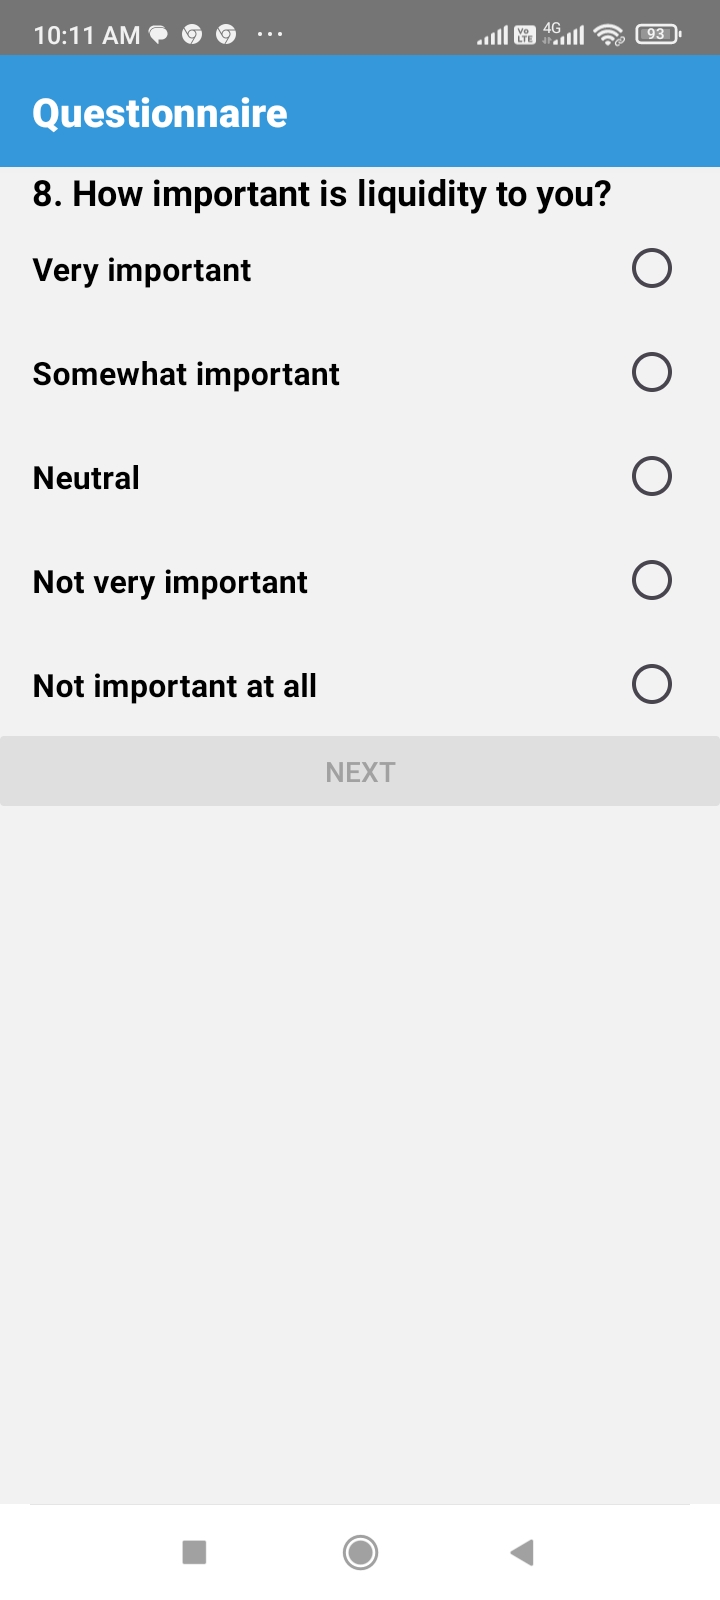 10:11 AM
Vo LTE 4G 93
Questionnaire
8. How important is liquidity to you?
Very important
Somewhat important
Neutral
Not very important
Not important at all
NEXT